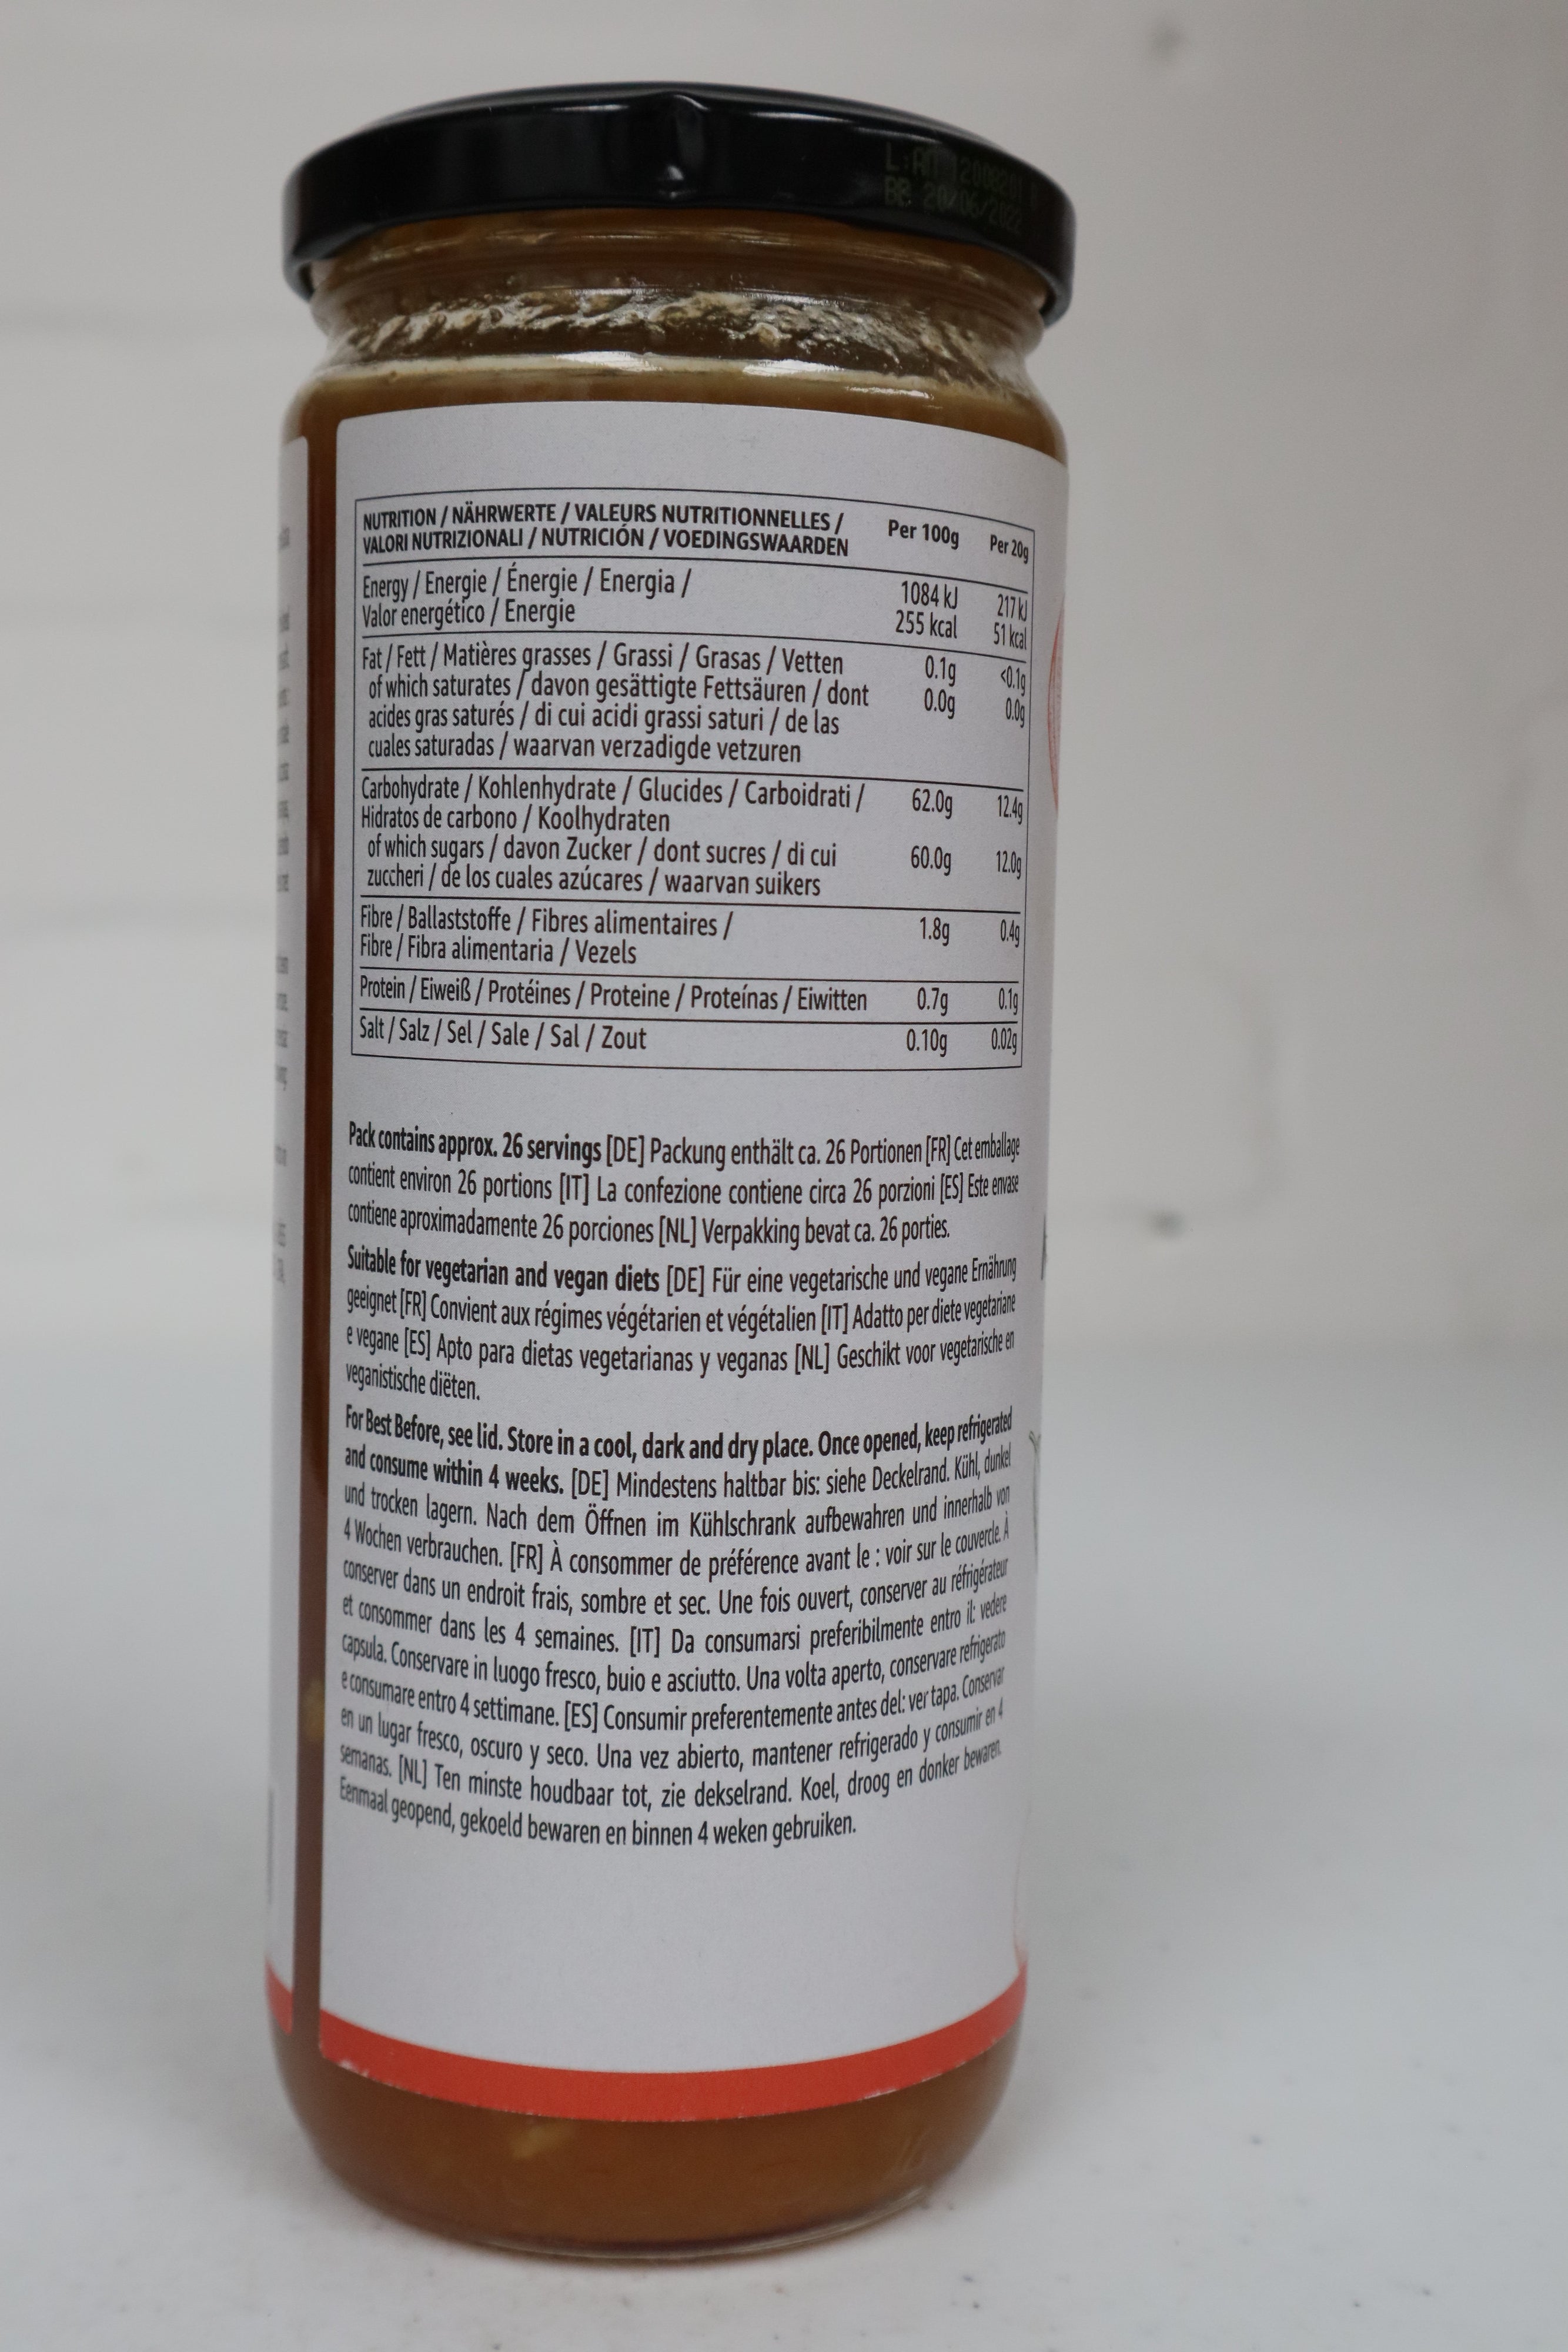 BB 20/06/2022
NUTRITION / NÄHRWERTE / VALEURS NUTRITIONNELLES /
VALORI NUTRIZIONALI / NUTRICIÓN / VOEDINGSWAARDEN
Per 100g
Per 20g
Energy / Energie / Énergie / Energia /
Valor energético / Energie
1084 kJ
255 kcal
217 kJ
51 kcal
Fat / Fett / Matières grasses / Grassi / Grasas / Vetten
0.1g
<0.1g
of which saturates / davon gesättigte Fettsäuren / dont
0.0g
0.0g
acides gras saturés / di cui acidi grassi saturi / de las
cuales saturadas / waarvan verzadigde vetzuren
Carbohydrate / Kohlenhydrate / Glucides / Carboidrati /
62.0g
12.4g
Hidratos de carbono / Koolhydraten
of which sugars / davon Zucker / dont sucres / di cui
60.0g
12.0g
zuccheri / de los cuales azúcares / waarvan suikers
Fibre / Ballaststoffe / Fibres alimentaires /
1.8g
0.4g
Fibre / Fibra alimentaria / Vezels
Protein / Eiweiß / Protéines / Proteine / Proteínas / Eiwitten
0.7g
0.1g
Salt / Salz / Sel / Sale / Sal / Zout
0.10g
0.02g
Pack contains approx. 26 servings [DE] Packung enthält ca. 26 Portionen [FR] Cet emballage
contient environ 26 portions [IT] La confezione contiene circa 26 porzioni [ES] Este envase
contiene aproximadamente 26 porciones [NL] Verpakking bevat ca. 26 porties.
Suitable for vegetarian and vegan diets [DE] Für eine vegetarische und vegane Ernährung
geeignet [FR] Convient aux régimes végétarien et végétalien [IT] Adatto per diete vegetariane
e vegane [ES] Apto para dietas vegetarianas y veganas [NL] Geschikt voor vegetarische en
veganistische diëten.
For Best Before, see lid. Store in a cool, dark and dry place. Once opened, keep refrigerated
and consume within 4 weeks. [DE] Mindestens haltbar bis: siehe Deckelrand. Kühl, dunkel
und trocken lagern. Nach dem Öffnen im Kühlschrank aufbewahren und innerhalb von
4 Wochen verbrauchen. [FR] À consommer de préférence avant le : voir sur le couvercle. À
conserver dans un endroit frais, sombre et sec. Une fois ouvert, conserver au réfrigérateur
et consommer dans les 4 semaines. [IT] Da consumarsi preferibilmente entro il: vedere
capsula. Conservare in luogo fresco, buio e asciutto. Una volta aperto, conservare refrigerato
e consumare entro 4 settimane. [ES] Consumir preferentemente antes del: ver tapa. Conservar
en un lugar fresco, oscuro y seco. Una vez abierto, mantener refrigerado y consumir en 4
semanas. [NL] Ten minste houdbaar tot, zie dekselrand. Koel, droog en donker bewaren.
Eenmaal geopend, gekoeld bewaren en binnen 4 weken gebruiken.